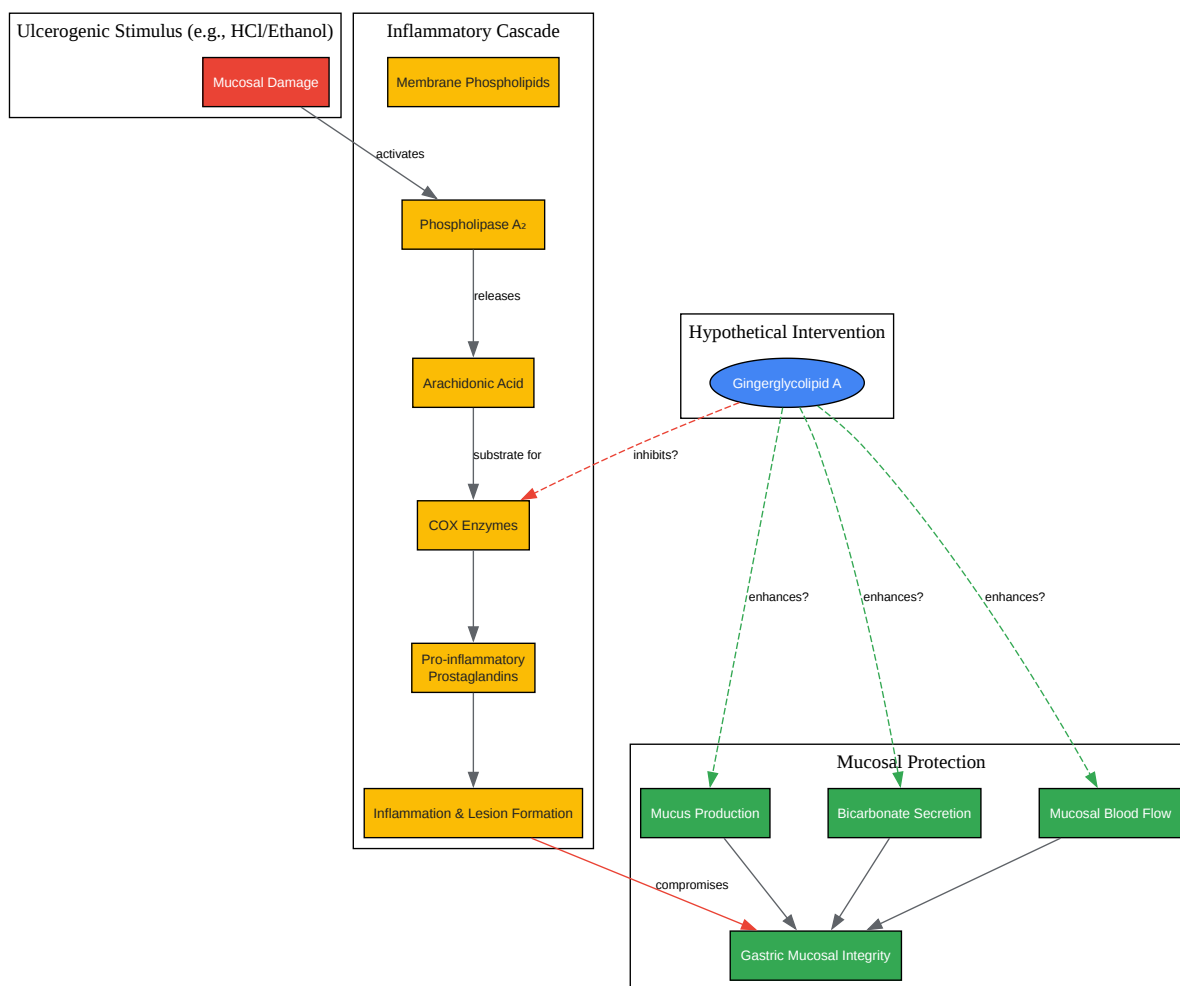 Ulcerogenic Stimulus (e.g., HCl/Ethanol)
Mucosal Damage
Inflammatory Cascade
Membrane Phospholipids
activates
Phospholipase A₂
releases
Arachidonic Acid
substrate for
COX Enzymes
Pro-inflammatory
Prostaglandins
Inflammation & Lesion Formation
Hypothetical Intervention
Gingerglycolipid A
inhibits?
enhances?
enhances?
enhances?
Mucosal Protection
Mucus Production
Bicarbonate Secretion
Mucosal Blood Flow
compromises
Gastric Mucosal Integrity